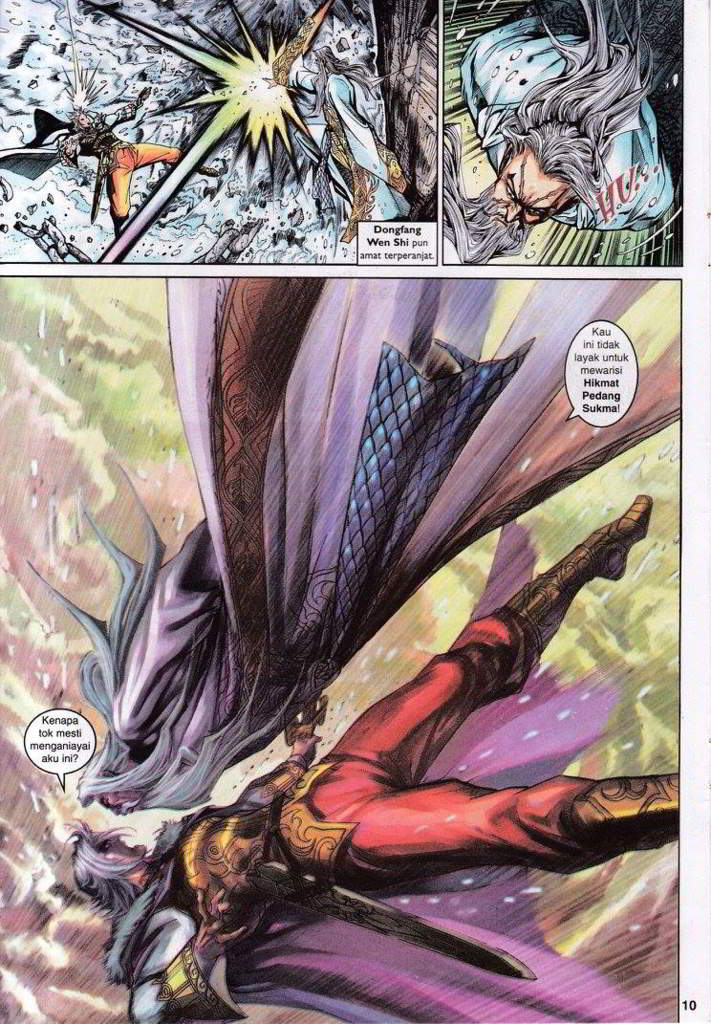 Dongfang
Wen Shi pun
amat terperanjat.
HU...
Kau
ini tidak
layak untuk
mewarisi
Hikmat
Pedang
Sukma!
Kenapa
tok mesti
menganiayai
aku ini?
10